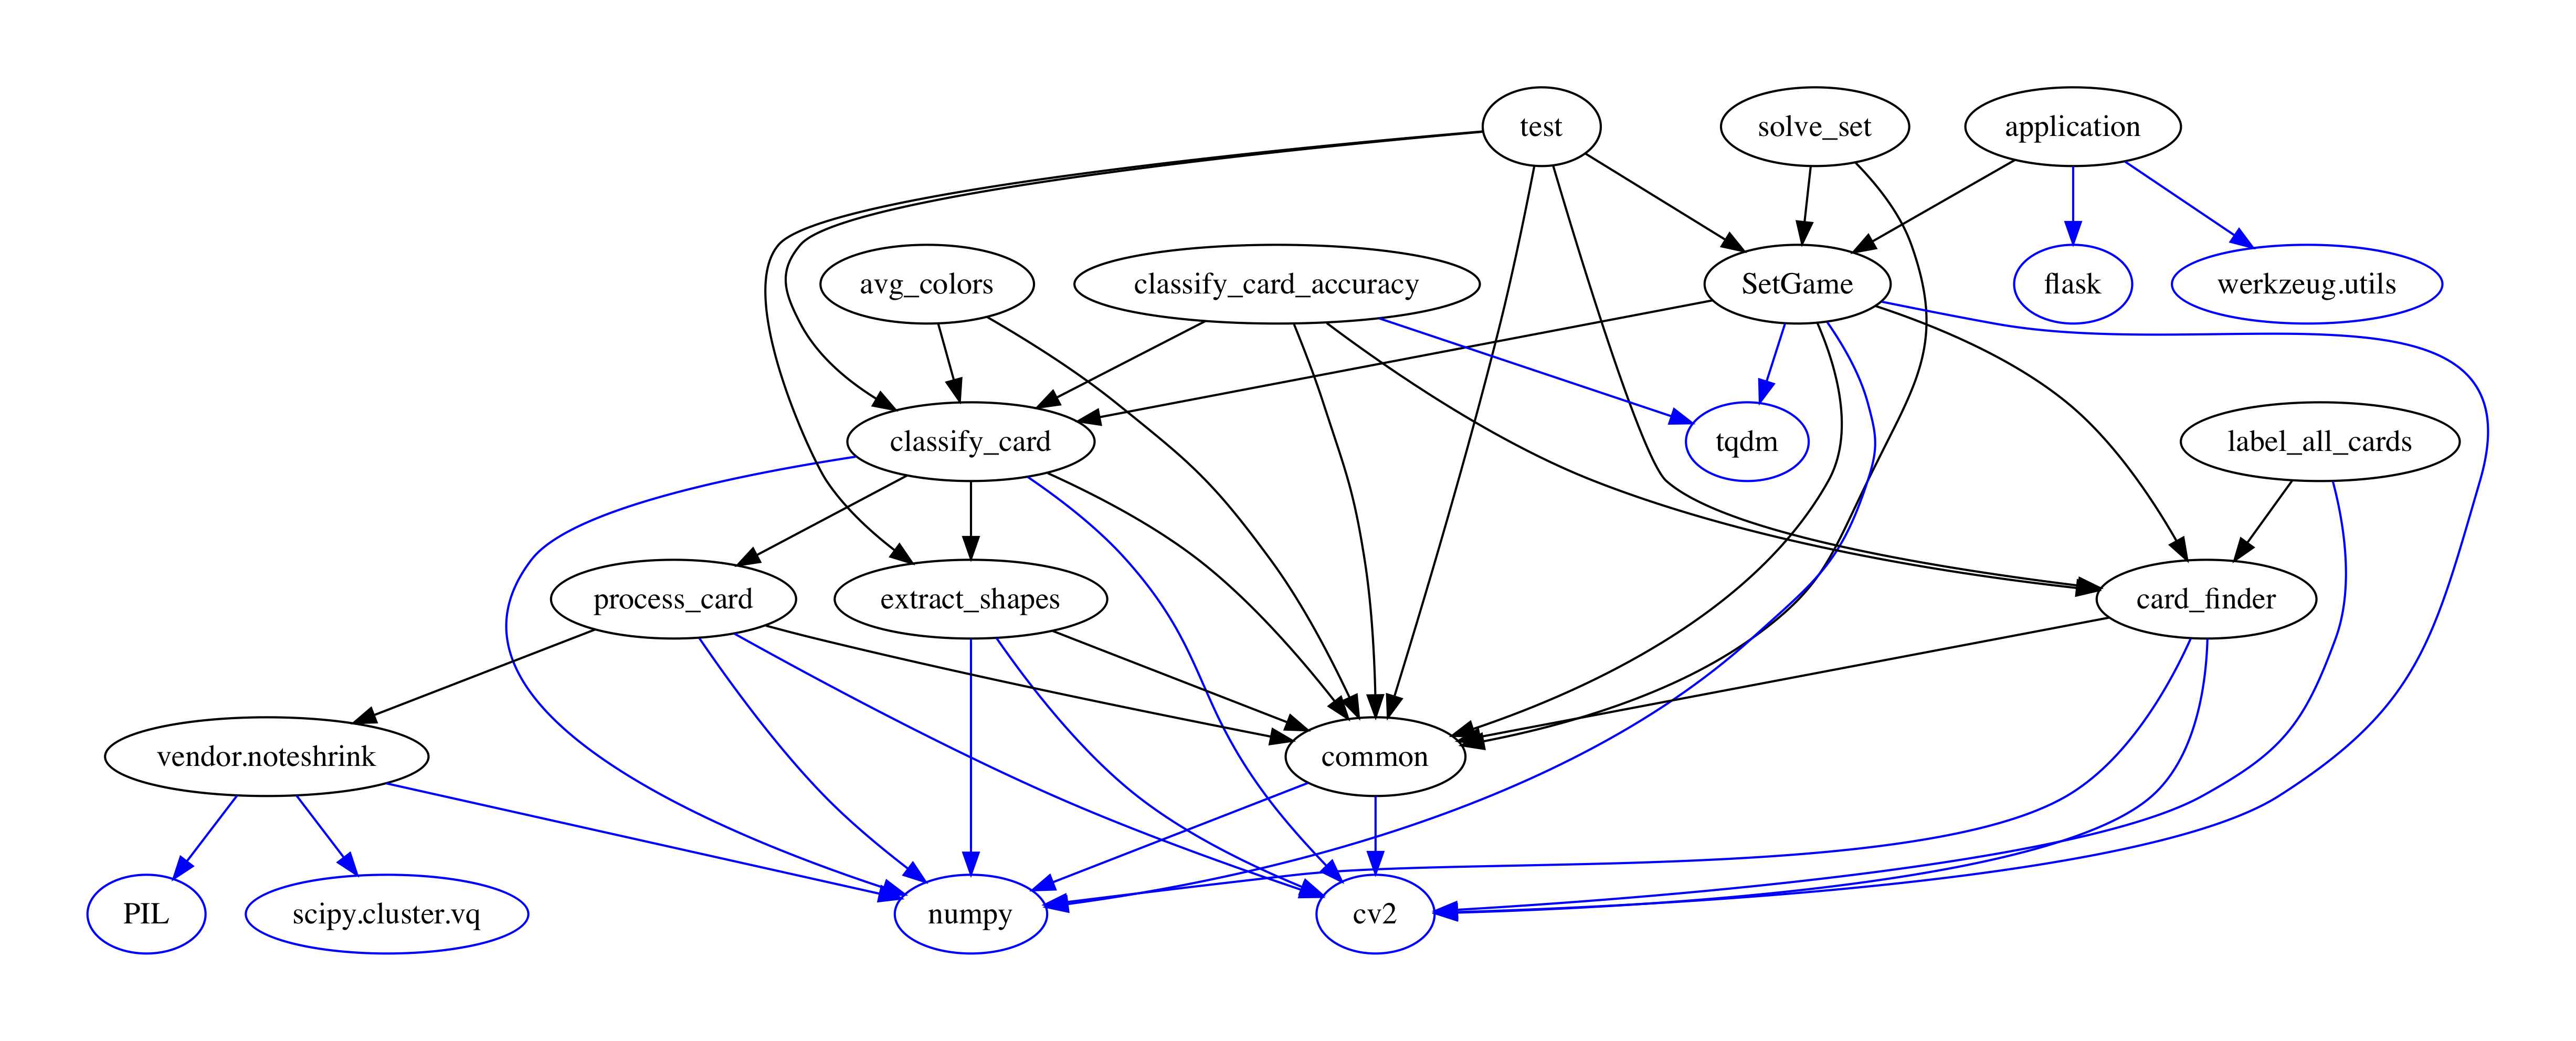 test
solve_set
application
avg_colors
classify_card_accuracy
SetGame
flask
werkzeug.utils
classify_card
tqdm
label_all_cards
process_card
extract_shapes
card_finder
vendor.noteshrink
common
PIL
scipy.cluster.vq
numpy
cv2